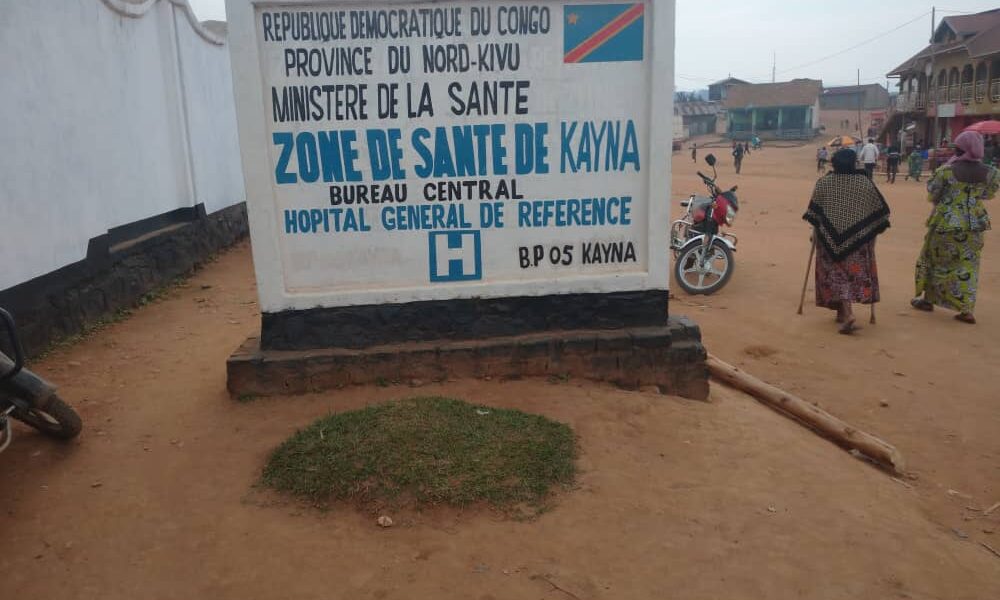 REPUBLIQUE DEMOCRATIQUE DU CONGO
PROVINCE DU NORD-KIVU
MINISTERE DE LA SANTE
ZONE DE SANTE DE KAYNA
BUREAU CENTRAL
HOPITAL GENERAL DE REFERENCE
H
B.P 05 KAYNA